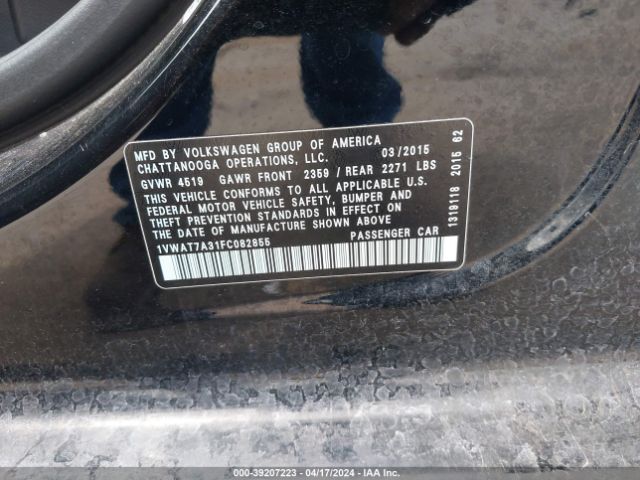 MFD BY VOLKSWAGEN GROUP OF AMERICA
CHATTANOOGA OPERATIONS, LLC. 03/2015
GVWR 4519 GAWR FRONT 2359 / REAR 2271 LBS
THIS VEHICLE CONFORMS TO ALL APPLICABLE U.S.
FEDERAL MOTOR VEHICLE SAFETY, BUMPER AND
THEFT PREVENTION STANDARDS IN EFFECT ON
THE DATE OF MANUFACTURE SHOWN ABOVE
1VWAT7A31FC082855 PASSENGER CAR
1319118 2015 62
000-39207223 - 04/17/2024 - IAA Inc.